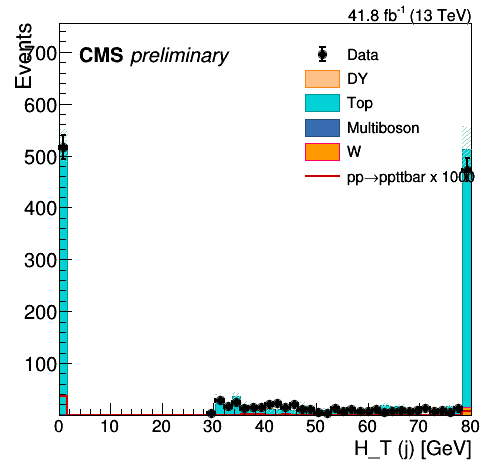 41.8 fb⁻¹ (13 TeV)
Events
CMS preliminary
Data
DY
Top
Multiboson
W
pp→ppttbar x 1000
700
600
500
400
300
200
100
0 10 20 30 40 50 60 70 80
H_T (j) [GeV]